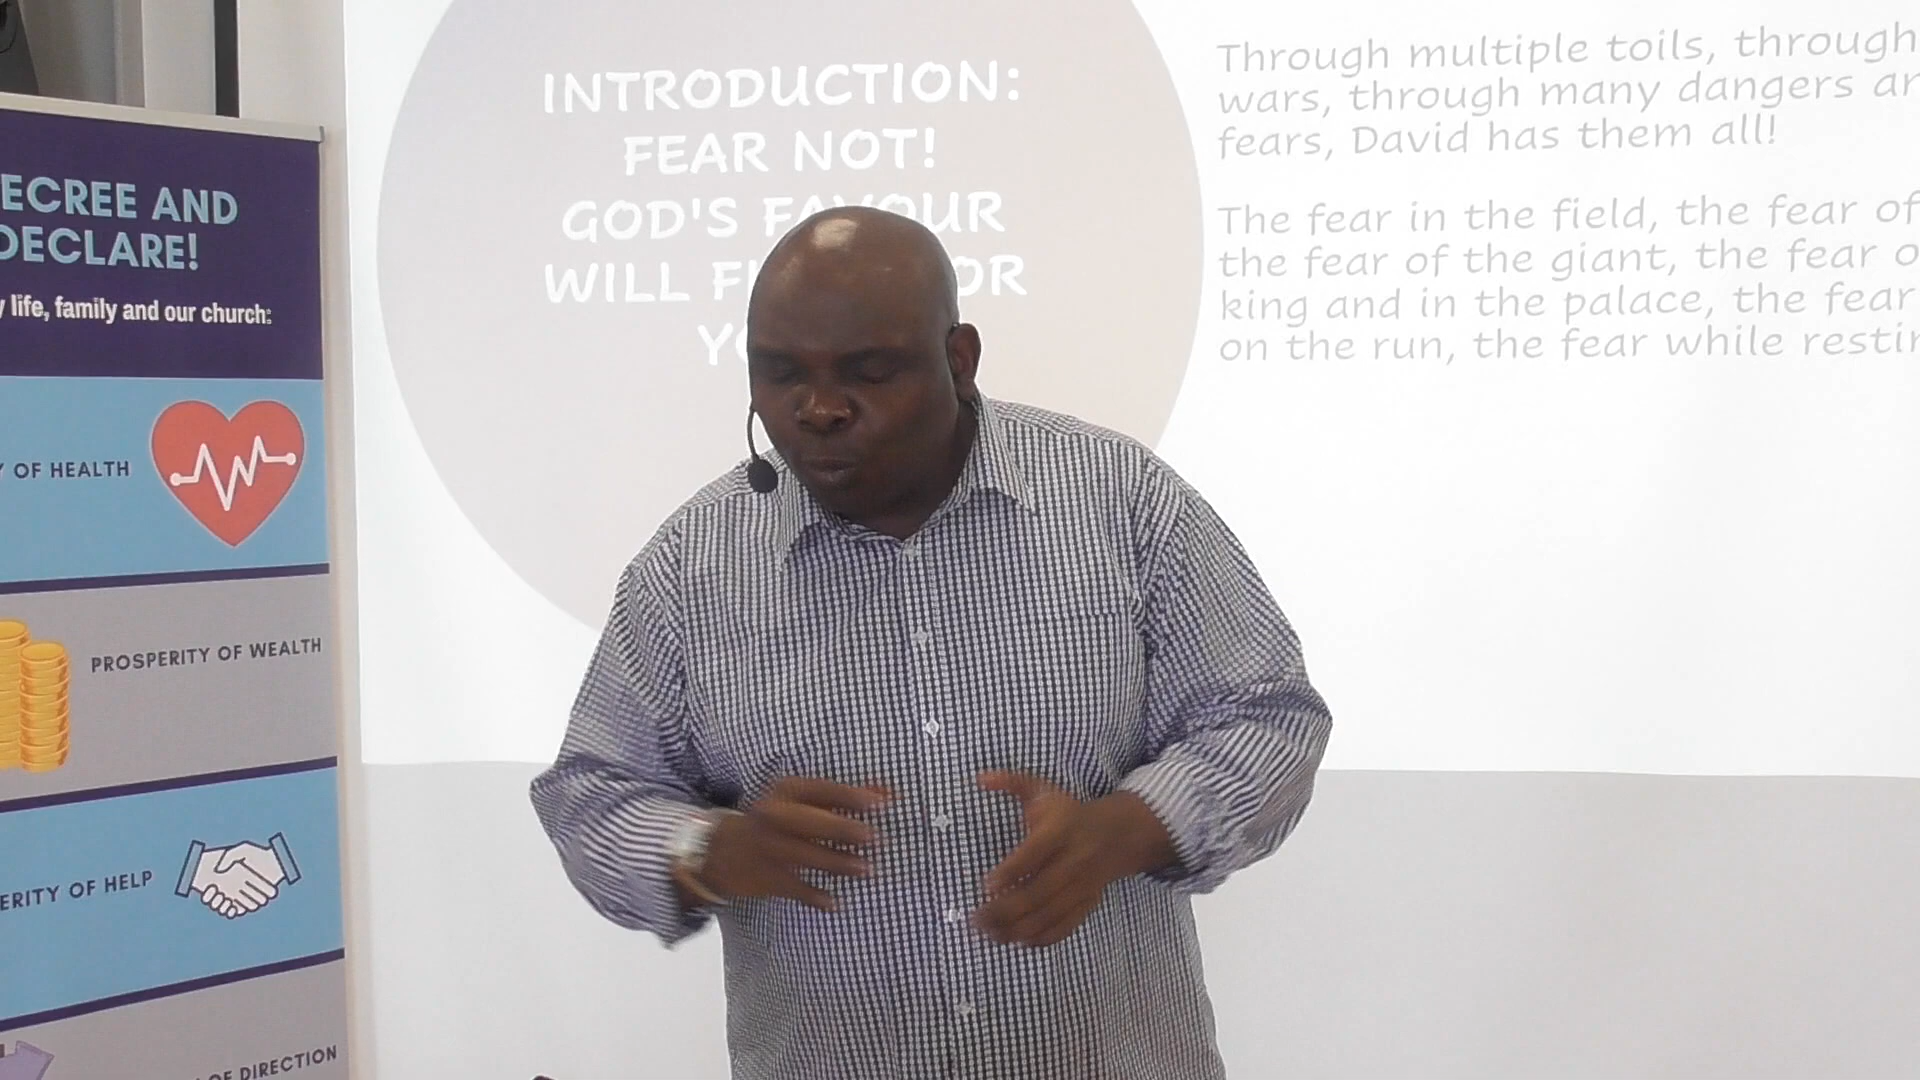 ECREE AND
DECLARE!
life, family and our church:
OF HEALTH
PROSPERITY OF WEALTH
ERITY OF HELP
OF DIRECTION
INTRODUCTION:
FEAR NOT!
GOD'S FAVOUR
WILL
Through multiple toils, through
wars, through many dangers
fears, David has them all!
The fear in the field, the fear of
the fear of the giant, the fear
king and in the palace, the fear
on the run, the fear while